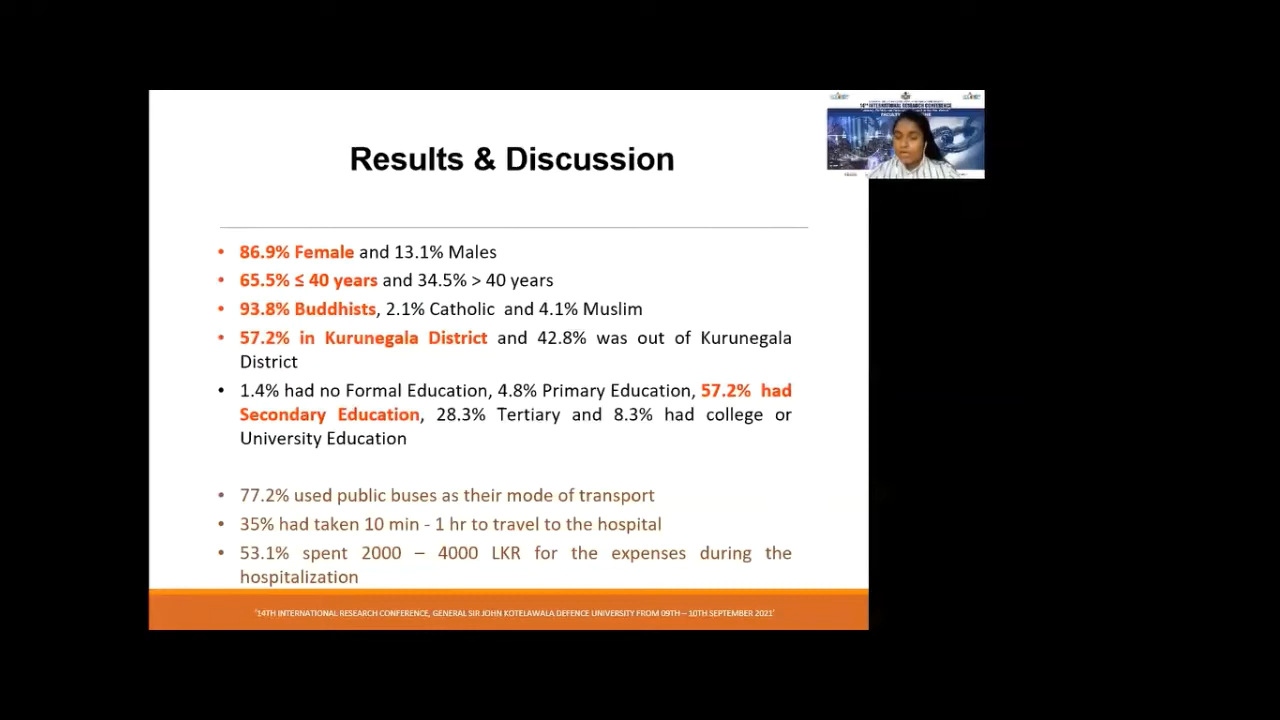 14TH INTERNATIONAL RESEARCH CONFERENCE
Results & Discussion
• 86.9% Female and 13.1% Males
• 65.5% ≤ 40 years and 34.5% > 40 years
• 93.8% Buddhists, 2.1% Catholic and 4.1% Muslim
• 57.2% in Kurunegala District and 42.8% was out of Kurunegala
District
• 1.4% had no Formal Education, 4.8% Primary Education, 57.2% had
Secondary Education, 28.3% Tertiary and 8.3% had college or
University Education
• 77.2% used public buses as their mode of transport
• 35% had taken 10 min - 1 hr to travel to the hospital
• 53.1% spent 2000 – 4000 LKR for the expenses during the
hospitalization
'14TH INTERNATIONAL RESEARCH CONFERENCE, GENERAL SIR JOHN KOTELAWALA DEFENCE UNIVERSITY FROM 09TH – 10TH SEPTEMBER 2021'